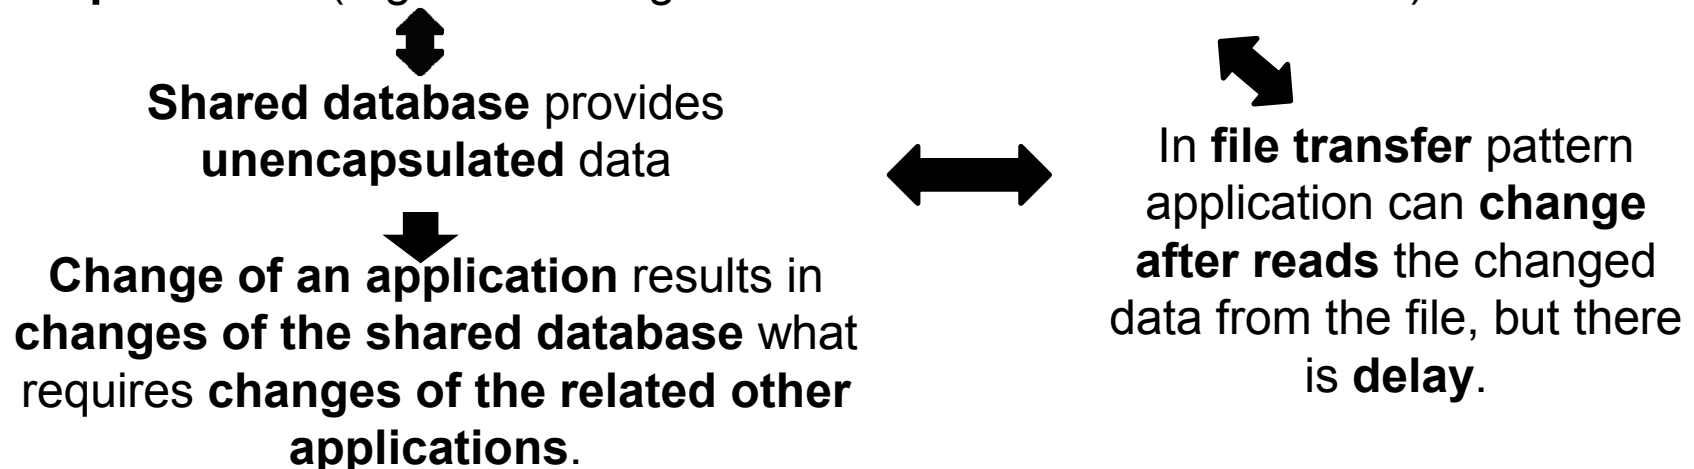 Shared database provides
unencapsulated data
Change of an application results in
changes of the shared database what
requires changes of the related other
applications.
In file transfer pattern
application can change
after reads the changed
data from the file, but there
is delay.